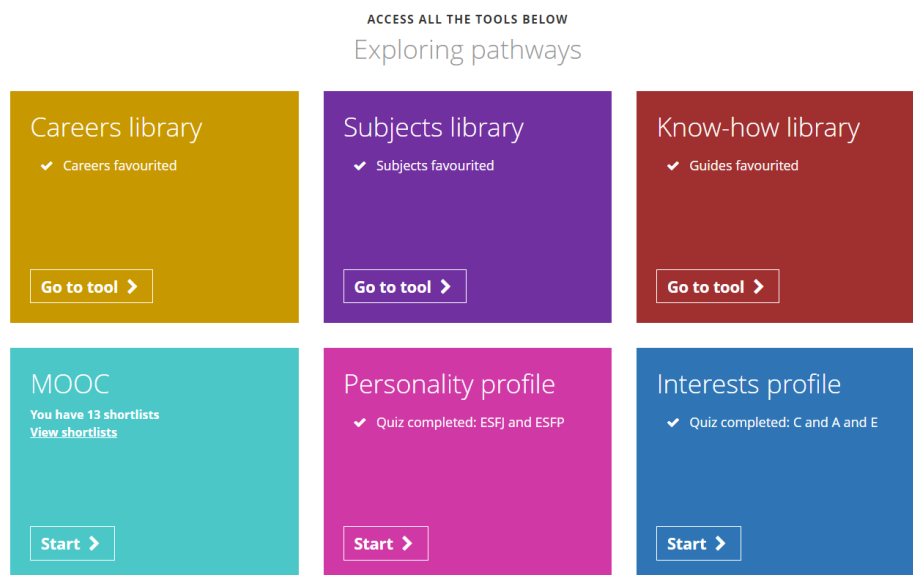 ACCESS ALL THE TOOLS BELOW
Exploring pathways
Careers library
Careers favourited
Go to tool
Subjects library
Subjects favourited
Go to tool
Know-how library
Guides favourited
Go to tool
MOOC
You have 13 shortlists
View shortlists
Start
Personality profile
Quiz completed: ESFJ and ESFP
Start
Interests profile
Quiz completed: C and A and E
Start